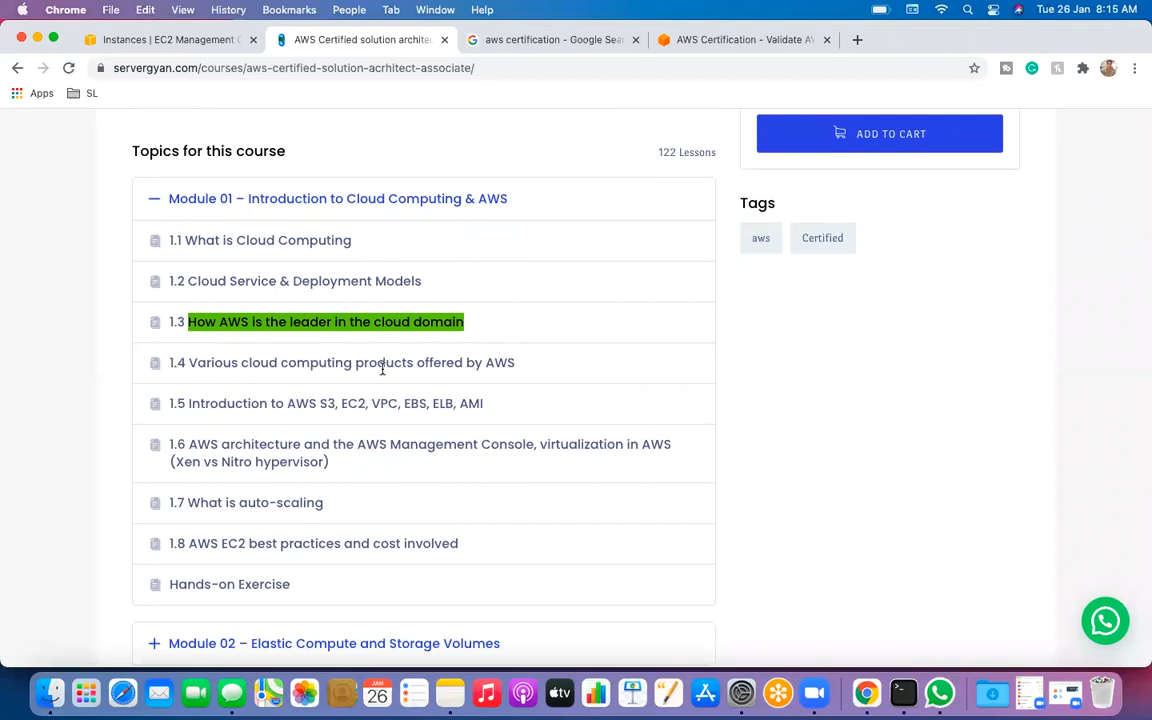 Chrome File Edit View History Bookmarks People Tab Window Help Tue 26 Jan 8:15 AM
Instances | EC2 Management C AWS Certified solution archite aws certification - Google Sear AWS Certification - Validate AV
servergyan.com/courses/aws-certified-solution-acrhitect-associate/
Apps SL
ADD TO CART
Topics for this course 122 Lessons
Module 01 – Introduction to Cloud Computing & AWS
Tags
aws Certified
1.1 What is Cloud Computing
1.2 Cloud Service & Deployment Models
1.3 How AWS is the leader in the cloud domain
1.4 Various cloud computing products offered by AWS
1.5 Introduction to AWS S3, EC2, VPC, EBS, ELB, AMI
1.6 AWS architecture and the AWS Management Console, virtualization in AWS
(Xen vs Nitro hypervisor)
1.7 What is auto-scaling
1.8 AWS EC2 best practices and cost involved
Hands-on Exercise
Module 02 – Elastic Compute and Storage Volumes
JAN
26
tv